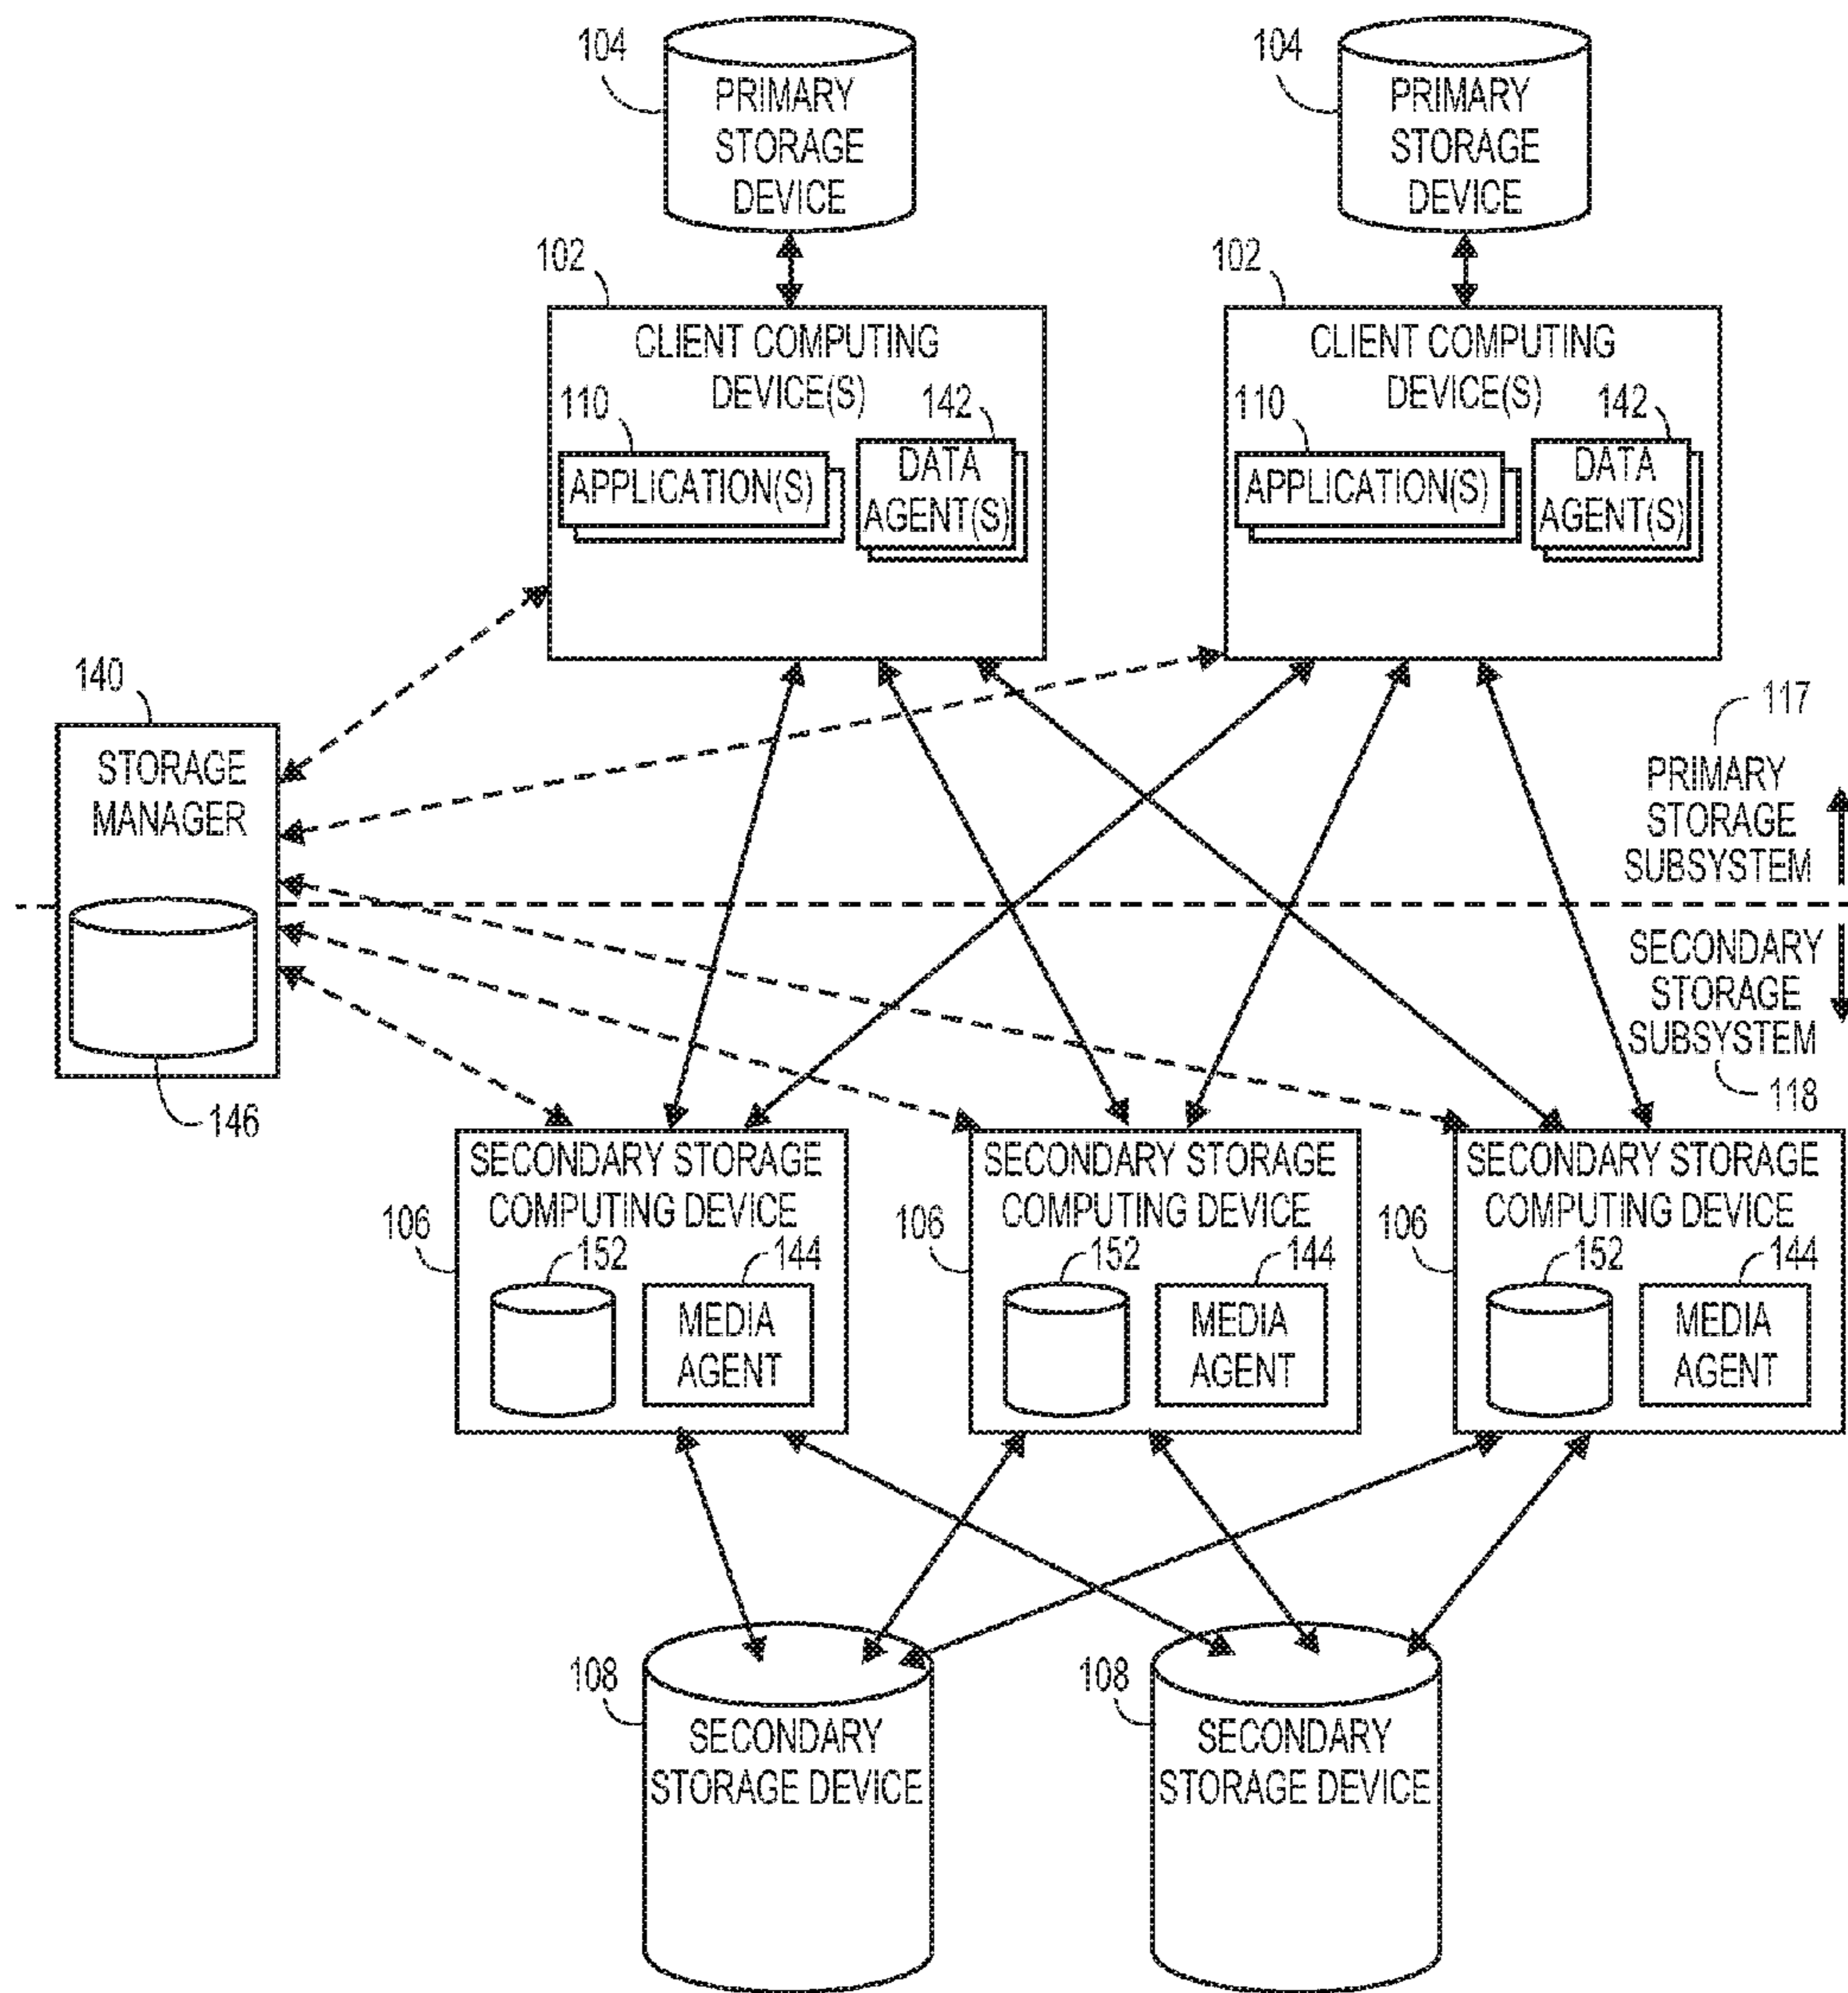 104
PRIMARY
STORAGE
DEVICE
104
PRIMARY
STORAGE
DEVICE
102
CLIENT COMPUTING
DEVICE(S)
110
142
APPLICATION(S)
DATA
AGENT(S)
102
CLIENT COMPUTING
DEVICE(S)
110
142
APPLICATION(S)
DATA
AGENT(S)
140
STORAGE
MANAGER
146
117
PRIMARY
STORAGE
SUBSYSTEM
SECONDARY
STORAGE
SUBSYSTEM
118
SECONDARY STORAGE
COMPUTING DEVICE
106
152
144
MEDIA
AGENT
SECONDARY STORAGE
COMPUTING DEVICE
106
152
144
MEDIA
AGENT
SECONDARY STORAGE
COMPUTING DEVICE
106
152
144
MEDIA
AGENT
108
SECONDARY
STORAGE DEVICE
108
SECONDARY
STORAGE DEVICE